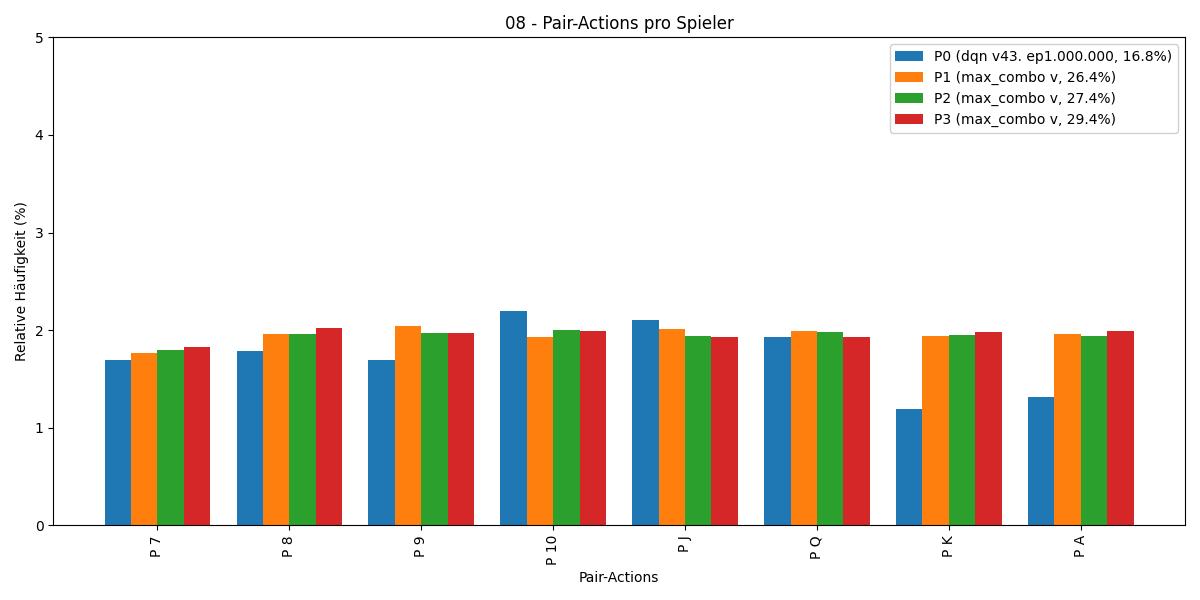 08 - Pair-Actions pro Spieler
Relative Häufigkeit (%)
5
4
3
2
1
0
P0 (dqn v43. ep1.000.000, 16.8%)
P1 (max_combo v, 26.4%)
P2 (max_combo v, 27.4%)
P3 (max_combo v, 29.4%)
P 7
P 8
P 9
P 10
P J
P Q
P K
P A
Pair-Actions